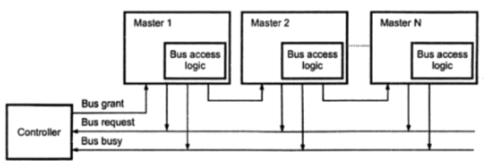 Master 1
Master 2
Master N
Bus access
logic
Bus access
logic
Bus access
logic
Bus grant
Bus request
Controller
Bus busy